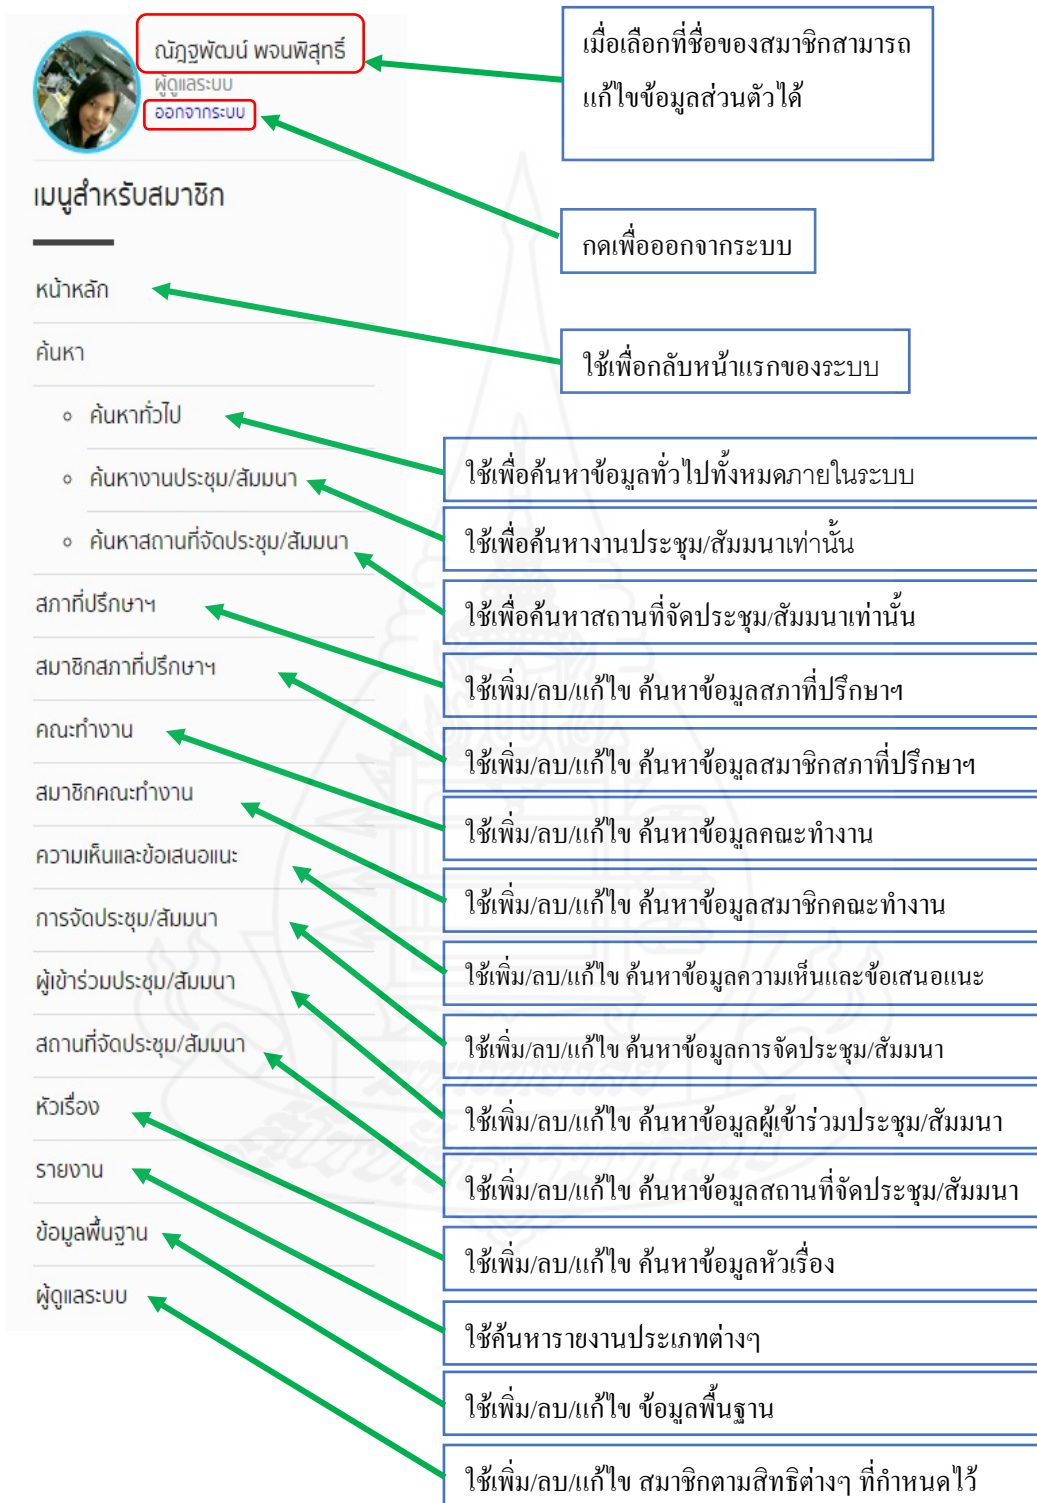 ณัฏฐพัฒน์ พจนพิสุทธิ์
ผู้ดูแลระบบ
ออกจากระบบ
เมื่อเลือกที่ชื่อของสมาชิกสามารถ
แก้ไขข้อมูลส่วนตัวได้
เมนูสำหรับสมาชิก
กดเพื่อออกจากระบบ
หน้าหลัก
ใช้เพื่อกลับหน้าแรกของระบบ
ค้นหา
ค้นหาทั่วไป
ใช้เพื่อค้นหาข้อมูลทั่วไปทั้งหมดภายในระบบ
ค้นหางานประชุม/สัมมนา
ใช้เพื่อค้นหางานประชุม/สัมมนาเท่านั้น
ค้นหาสถานที่จัดประชุม/สัมมนา
ใช้เพื่อค้นหาสถานที่จัดประชุม/สัมมนาเท่านั้น
สภาที่ปรึกษาฯ
ใช้เพิ่ม/ลบ/แก้ไข ค้นหาข้อมูลสภาที่ปรึกษาฯ
สมาชิกสภาที่ปรึกษาฯ
ใช้เพิ่ม/ลบ/แก้ไข ค้นหาข้อมูลสมาชิกสภาที่ปรึกษาฯ
คณะทำงาน
ใช้เพิ่ม/ลบ/แก้ไข ค้นหาข้อมูลคณะทำงาน
สมาชิกคณะทำงาน
ใช้เพิ่ม/ลบ/แก้ไข ค้นหาข้อมูลสมาชิกคณะทำงาน
ความเห็นและข้อเสนอแนะ
ใช้เพิ่ม/ลบ/แก้ไข ค้นหาข้อมูลความเห็นและข้อเสนอแนะ
การจัดประชุม/สัมมนา
ใช้เพิ่ม/ลบ/แก้ไข ค้นหาข้อมูลการจัดประชุม/สัมมนา
ผู้เข้าร่วมประชุม/สัมมนา
ใช้เพิ่ม/ลบ/แก้ไข ค้นหาข้อมูลผู้เข้าร่วมประชุม/สัมมนา
สถานที่จัดประชุม/สัมมนา
ใช้เพิ่ม/ลบ/แก้ไข ค้นหาข้อมูลสถานที่จัดประชุม/สัมมนา
หัวเรื่อง
ใช้เพิ่ม/ลบ/แก้ไข ค้นหาข้อมูลหัวเรื่อง
รายงาน
ใช้ค้นหารายงานประเภทต่างๆ
ข้อมูลพื้นฐาน
ใช้เพิ่ม/ลบ/แก้ไข ข้อมูลพื้นฐาน
ผู้ดูแลระบบ
ใช้เพิ่ม/ลบ/แก้ไข สมาชิกตามสิทธิต่างๆ ที่กำหนดไว้